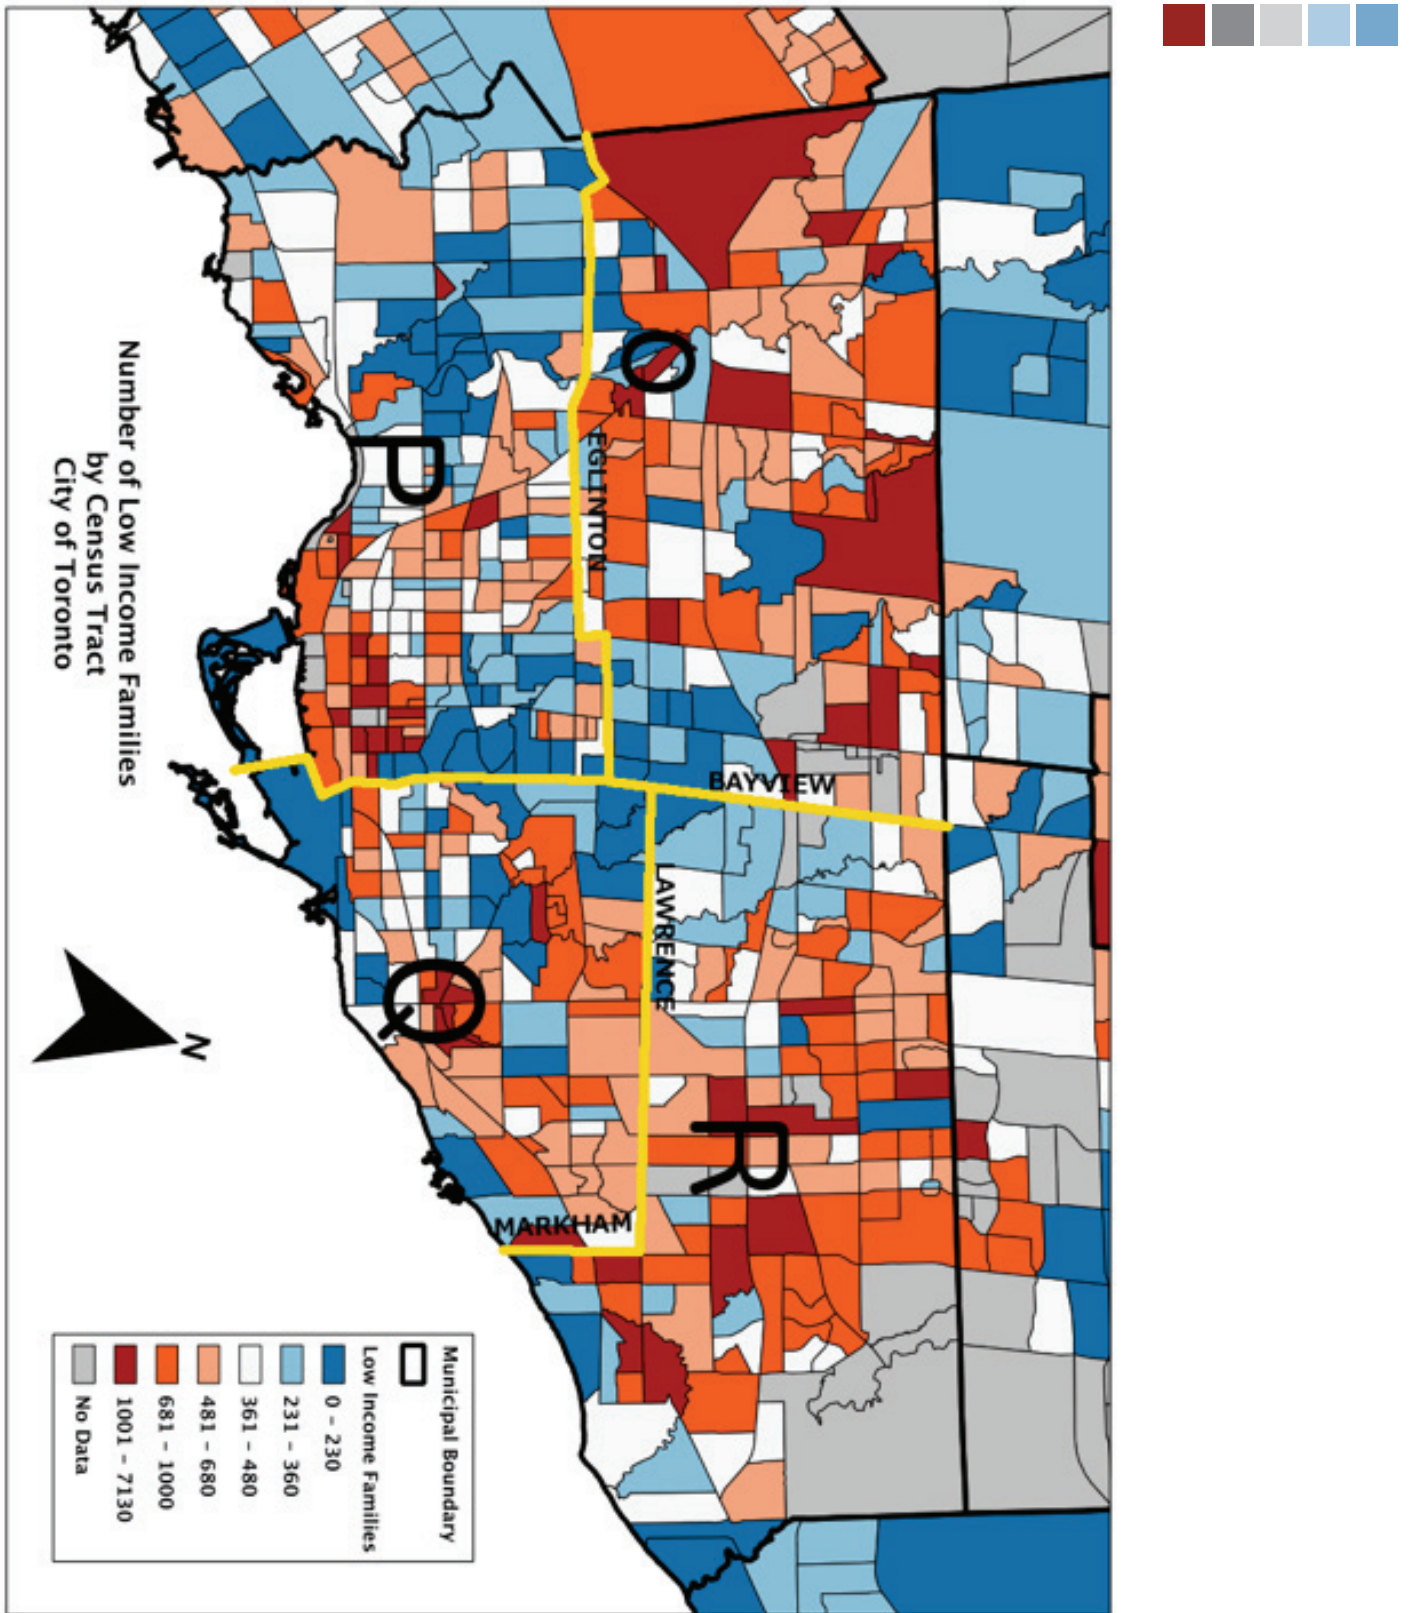 Number of Low Income Families
by Census Tract
City of Toronto
O
P
Q
R
EGLINTON
BAYVIEW
LAWRENCE
MARKHAM
N
Municipal Boundary
Low Income Families
0 – 230
231 – 360
361 – 480
481 – 680
681 – 1000
1001 – 7130
No Data